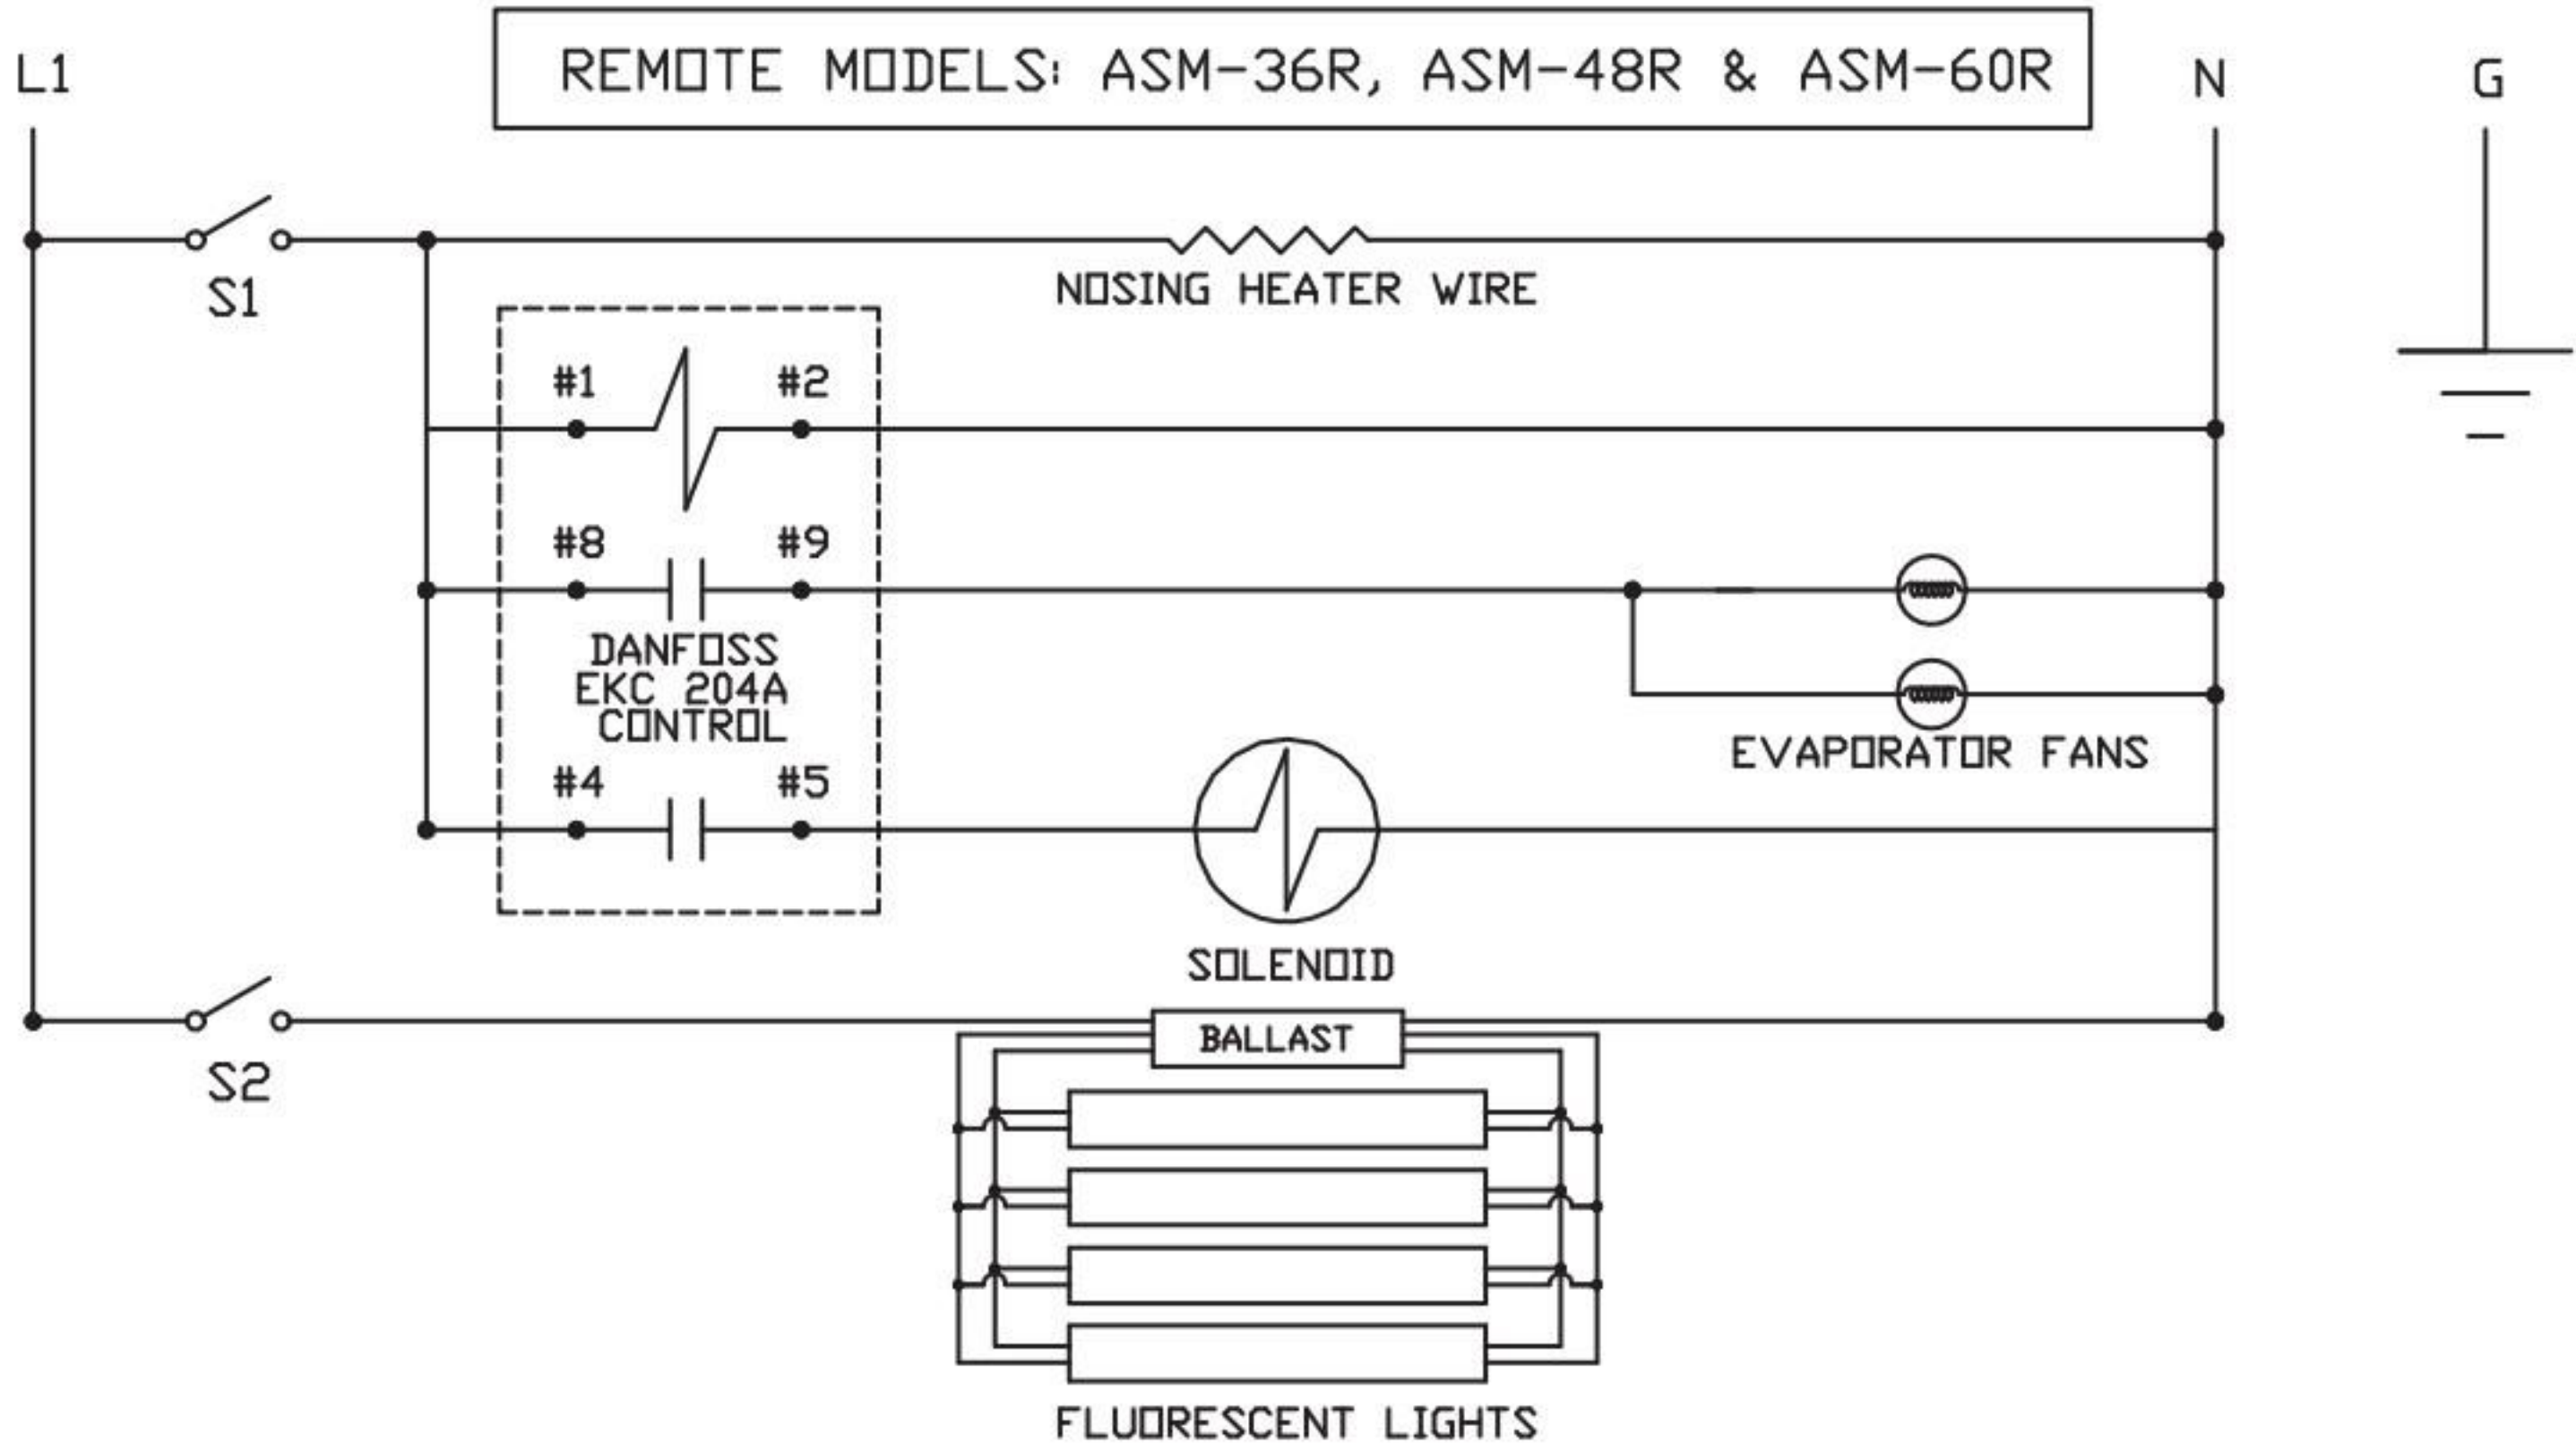 REMOTE MODELS: ASM-36R, ASM-48R & ASM-60R
L1
N
G
S1
NOSING HEATER WIRE
#1
#2
#8
#9
DANFOSS
EKC 204A
CONTROL
EVAPORATOR FANS
#4
#5
SOLENOID
BALLAST
S2
FLUORESCENT LIGHTS